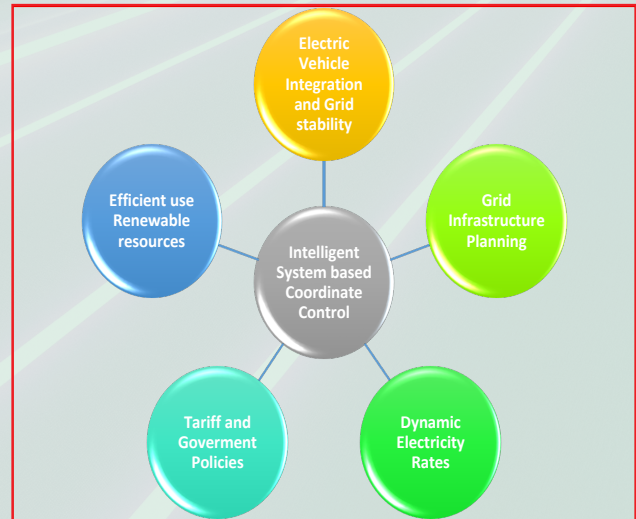 Electric
Vehicle
Integration
and Grid
stability
Efficient use
Renewable
resources
Grid
Infrastructure
Planning
Intelligent
System based
Coordinate
Control
Tariff and
Goverment
Policies
Dynamic
Electricity
Rates